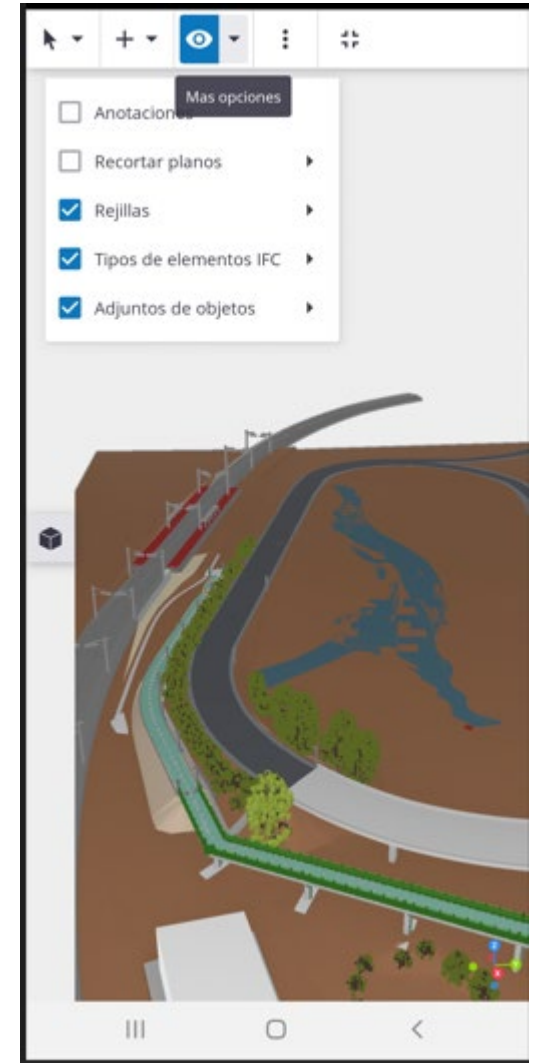 Mas opciones
Anotaciones
Recortar planos
Rejillas
Tipos de elementos IFC
Adjuntos de objetos